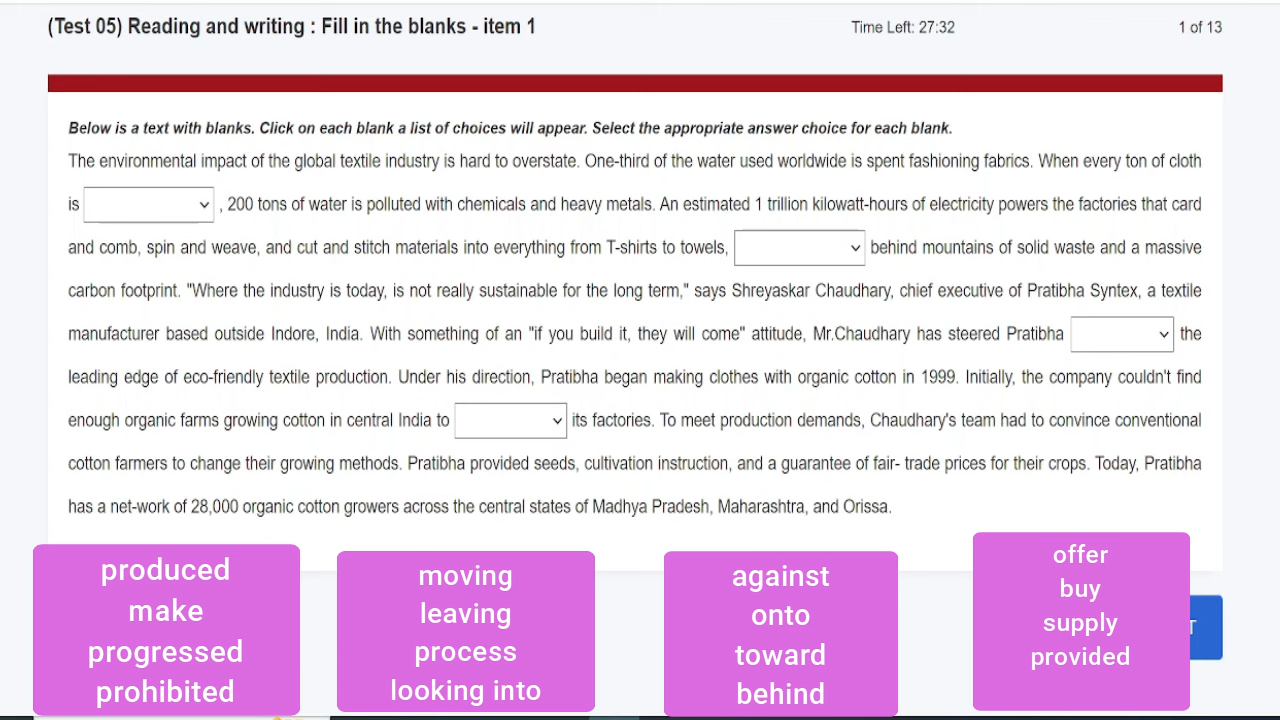 (Test 05) Reading and writing : Fill in the blanks - item 1
Time Left: 27:32
1 of 13
Below is a text with blanks. Click on each blank a list of choices will appear. Select the appropriate answer choice for each blank.
The environmental impact of the global textile industry is hard to overstate. One-third of the water used worldwide is spent fashioning fabrics. When every ton of cloth
is , 200 tons of water is polluted with chemicals and heavy metals. An estimated 1 trillion kilowatt-hours of electricity powers the factories that card
and comb, spin and weave, and cut and stitch materials into everything from T-shirts to towels, behind mountains of solid waste and a massive
carbon footprint. "Where the industry is today, is not really sustainable for the long term," says Shreyaskar Chaudhary, chief executive of Pratibha Syntex, a textile
manufacturer based outside Indore, India. With something of an "if you build it, they will come" attitude, Mr.Chaudhary has steered Pratibha the
leading edge of eco-friendly textile production. Under his direction, Pratibha began making clothes with organic cotton in 1999. Initially, the company couldn't find
enough organic farms growing cotton in central India to its factories. To meet production demands, Chaudhary's team had to convince conventional
cotton farmers to change their growing methods. Pratibha provided seeds, cultivation instruction, and a guarantee of fair- trade prices for their crops. Today, Pratibha
has a net-work of 28,000 organic cotton growers across the central states of Madhya Pradesh, Maharashtra, and Orissa.
produced
make
progressed
prohibited
moving
leaving
process
looking into
against
onto
toward
behind
offer
buy
supply
provided